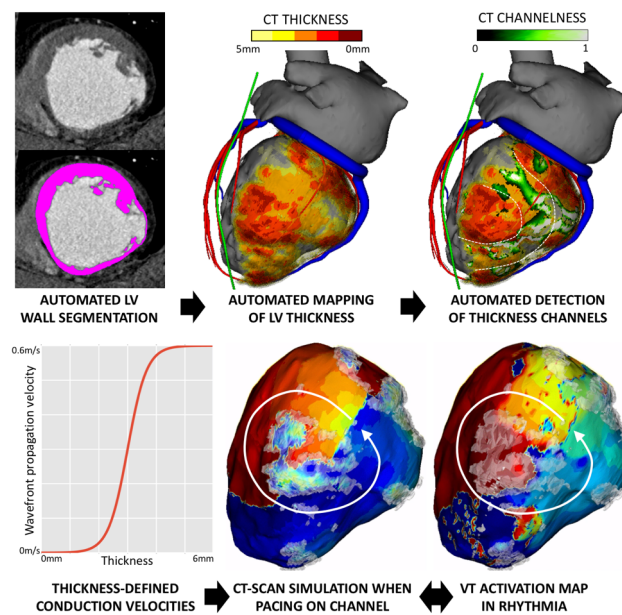 CT THICKNESS
5mm 0mm
CT CHANNELNESS
0 1
AUTOMATED LV
WALL SEGMENTATION
AUTOMATED MAPPING
OF LV THICKNESS
AUTOMATED DETECTION
OF THICKNESS CHANNELS
0.6m/s
Wavefront propagation velocity
0m/s
0mm Thickness 6mm
THICKNESS-DEFINED
CONDUCTION VELOCITIES
CT-SCAN SIMULATION WHEN
PACING ON CHANNEL
VT ACTIVATION MAP
IN RHYTHMIA